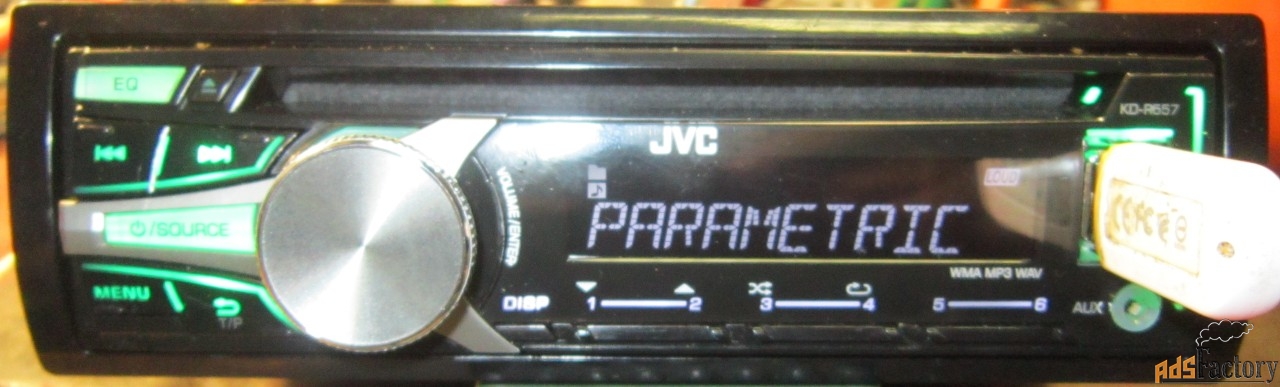 EQ
KD-R557
JVC
VOLUME/ENTER
LOUD
/SOURCE
PARAMETRIC
WMA MP3 WAV
MENU
T/P
DISP
1 2 3 4 5 6
AUX
AdsFactory